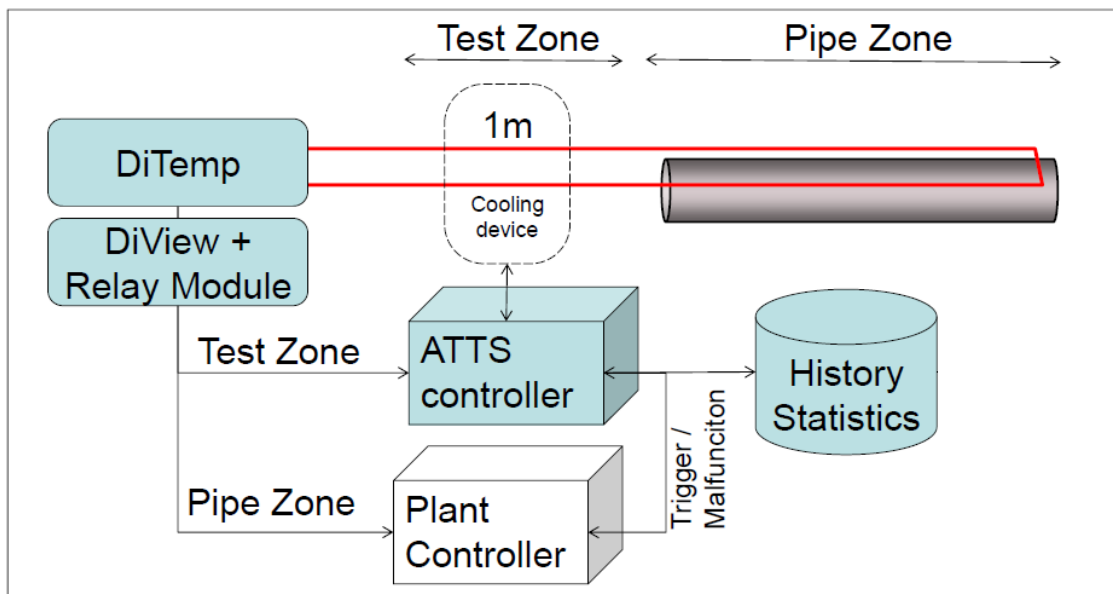 Test Zone
Pipe Zone
1m
DiTemp
Cooling
device
DiView +
Relay Module
Test Zone
ATTS
controller
History
Statistics
Trigger /
Malfunciton
Pipe Zone
Plant
Controller